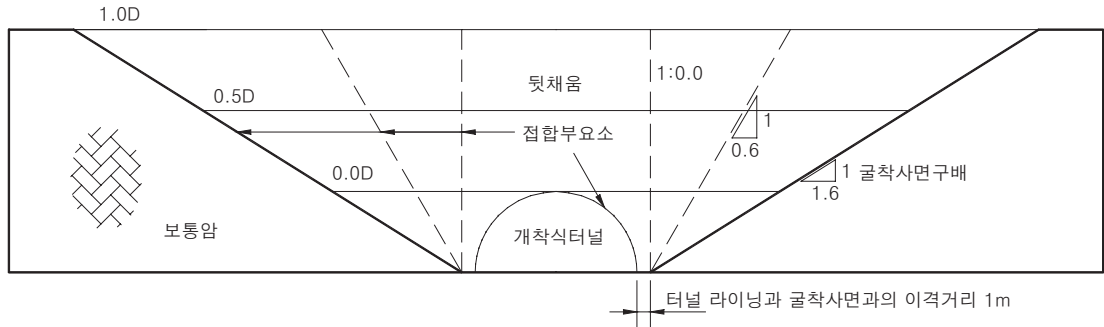 1.0D
1:0.0
뒷채움
0.5D
접합부요소
1
0.6
0.0D
1 굴착사면구배
1.6
보통암
개착식터널
터널 라이닝과 굴착사면과의 이격거리 1m